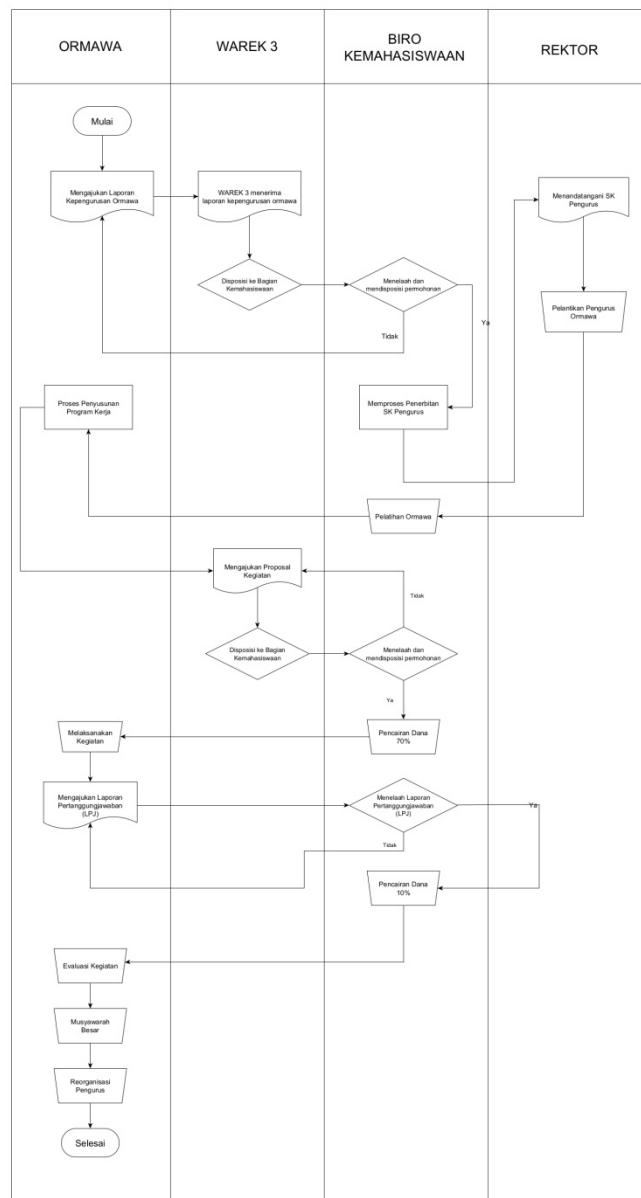 ORMAWA
WAREK 3
BIRO
KEMAHASISWAAN
REKTOR
Mulai
Mengajukan Laporan
Kepengurusan Ormawa
WAREK 3 menerima
laporan kepengurusan ormawa
Menandatangani SK
Pengurus
Disposisi ke Bagian
Kemahasiswaan
Menelaah dan
mendisposisi permohonan
Pelantikan Pengurus
Ormawa
Ya
Tidak
Proses Penyusunan
Program Kerja
Memproses Penerbitan
SK Pengurus
Pelatihan Ormawa
Mengajukan Proposal
Kegiatan
Tidak
Disposisi ke Bagian
Kemahasiswaan
Menelaah dan
mendisposisi permohonan
Ya
Melaksanakan
Kegiatan
Pencairan Dana
70%
Mengajukan Laporan
Pertanggungjawaban
(LPJ)
Menelah Laporan
Pertanggungjawaban
(LPJ)
Ya
Tidak
Pencairan Dana
10%
Evaluasi Kegiatan
Musyawarah
Besar
Reorganisasi
Pengurus
Selesai